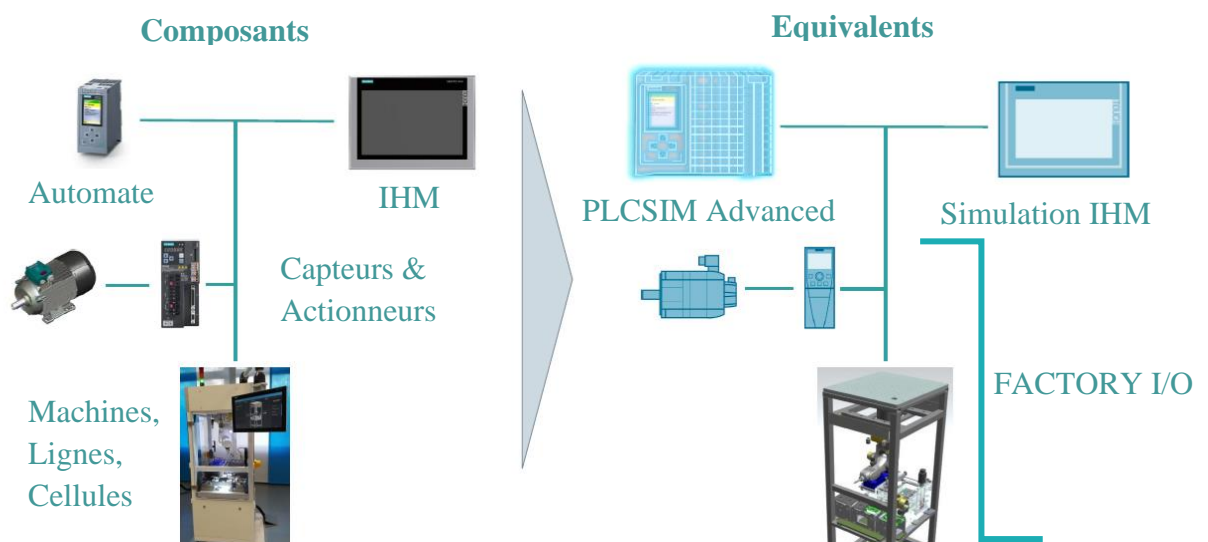 Composants
Equivalents
Automate
IHM
PLCSIM Advanced
Simulation IHM
Capteurs &
Actionneurs
Machines,
Lignes,
Cellules
FACTORY I/O